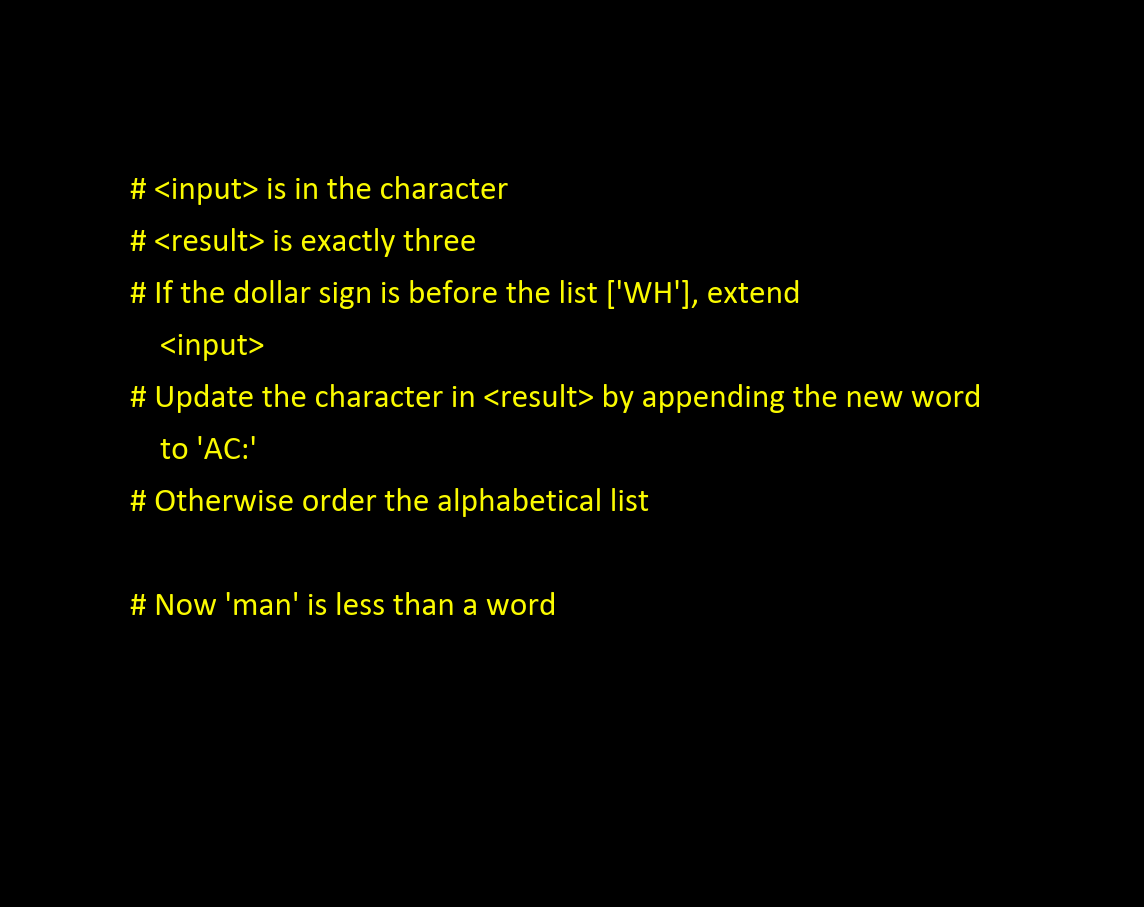 # <input> is in the character
# <result> is exactly three
# If the dollar sign is before the list ['WH'], extend
<input>
# Update the character in <result> by appending the new word
to 'AC:'
# Otherwise order the alphabetical list
# Now 'man' is less than a word